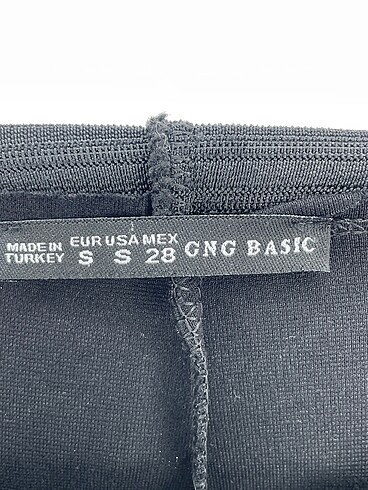 MADE IN
TURKEY
EUR USA MEX
S S 28
GNG BASIC